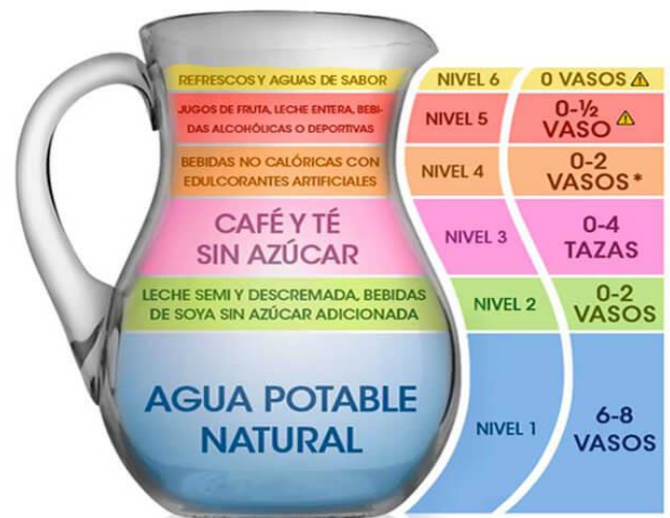 REFRESCOS Y AGUAS DE SABOR
NIVEL 6
0 VASOS
JUGOS DE FRUTA, LECHE ENTERA, BEBI-
DAS ALCOHÓLICAS O DEPORTIVAS
NIVEL 5
0-½
VASO
BEBIDAS NO CALÓRICAS CON
EDULCORANTES ARTIFICIALES
NIVEL 4
0-2
VASOS*
CAFÉ Y TÉ
SIN AZÚCAR
NIVEL 3
0-4
TAZAS
LECHE SEMI Y DESCREMADA, BEBIDAS
DE SOYA SIN AZÚCAR ADICIONADA
NIVEL 2
0-2
VASOS
AGUA POTABLE
NATURAL
NIVEL 1
6-8
VASOS